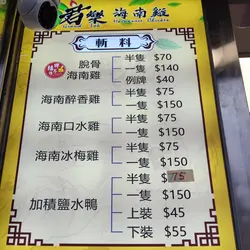 海南雞
Hainanese Chicken
斬料
脫骨 半隻 $70
海南雞 一隻 $140
例牌 $40
海南醉香雞 半隻 $75
一隻 $150
海南口水雞 半隻 $75
一隻 $150
海南冰梅雞 半隻 $75
一隻 $150
加積鹽水鴨 半隻 $75
一隻 $150
上裝 $45
下裝 $55